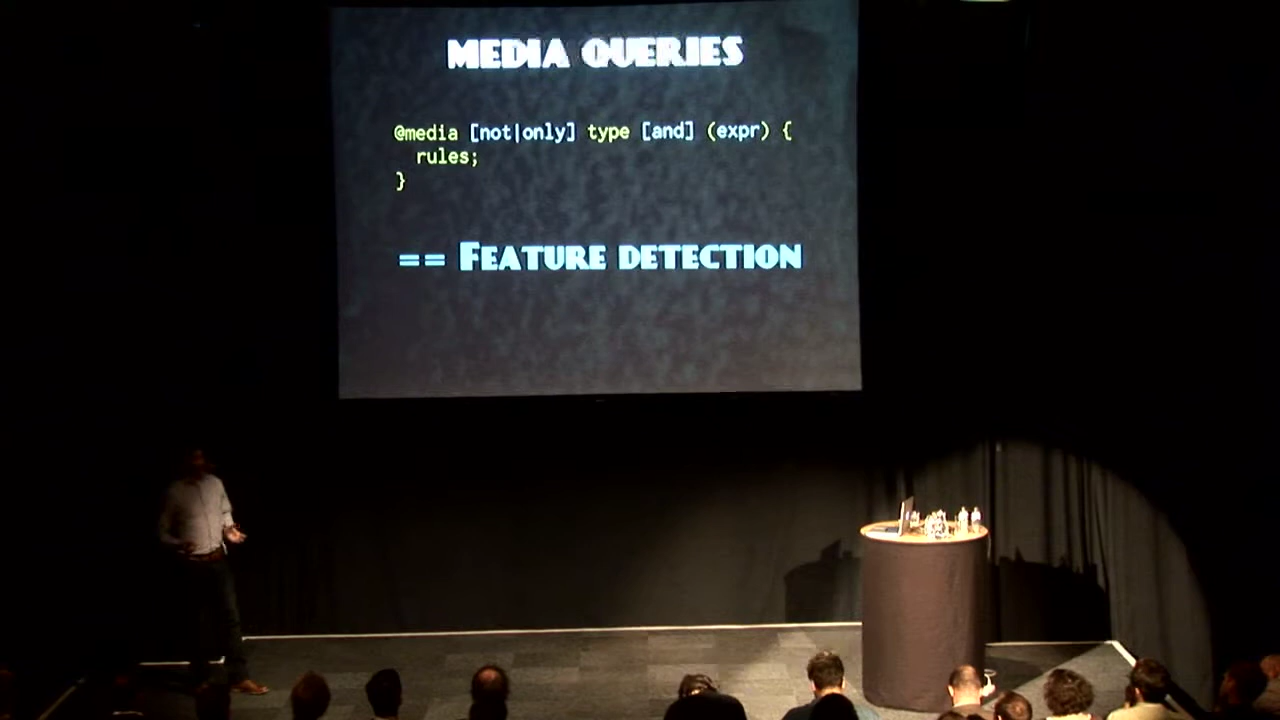 MEDIA QUERIES
@media [not|only] type [and] (expr) {
rules;
}
== FEATURE DETECTION